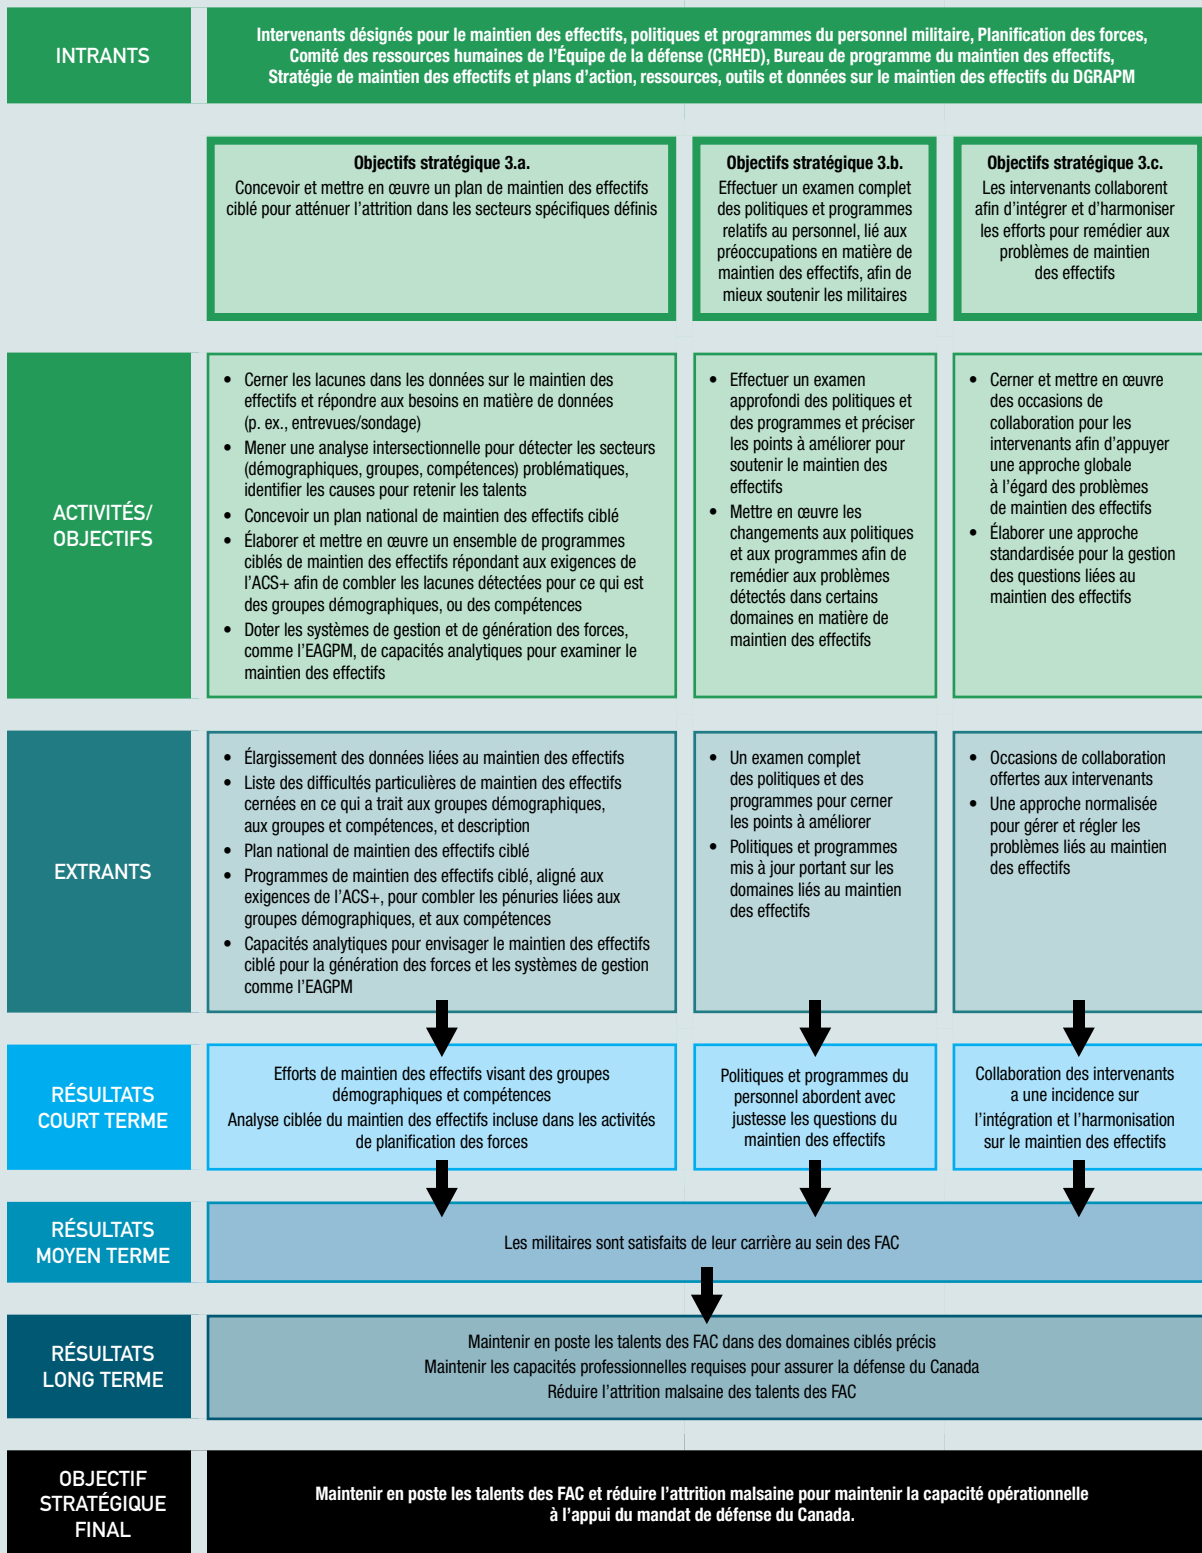 INTRANTS
Intervenants désignés pour le maintien des effectifs, politiques et programmes du personnel militaire, Planification des forces,
Comité des ressources humaines de l'Équipe de la défense (CRHED), Bureau de programme du maintien des effectifs,
Stratégie de maintien des effectifs et plans d'action, ressources, outils et données sur le maintien des effectifs du DGRAPM
Objectifs stratégique 3.a.
Concevoir et mettre en œuvre un plan de maintien des effectifs
ciblé pour atténuer l'attrition dans les secteurs spécifiques définis
Objectifs stratégique 3.b.
Effectuer un examen complet
des politiques et programmes
relatifs au personnel, lié aux
préoccupations en matière de
maintien des effectifs, afin de
mieux soutenir les militaires
Objectifs stratégique 3.c.
Les intervenants collaborent
afin d'intégrer et d'harmoniser
les efforts pour remédier aux
problèmes de maintien
des effectifs
ACTIVITÉS/
OBJECTIFS
• Cerner les lacunes dans les données sur le maintien des
effectifs et répondre aux besoins en matière de données
(p. ex., entrevues/sondage)
• Mener une analyse intersectionnelle pour détecter les secteurs
(démographiques, groupes, compétences) problématiques,
identifier les causes pour retenir les talents
• Concevoir un plan national de maintien des effectifs ciblé
• Élaborer et mettre en œuvre un ensemble de programmes
ciblés de maintien des effectifs répondant aux exigences de
l'ACS+ afin de combler les lacunes détectées pour ce qui est
des groupes démographiques, ou des compétences
• Doter les systèmes de gestion et de génération des forces,
comme l'EAGPM, de capacités analytiques pour examiner le
maintien des effectifs
• Effectuer un examen
approfondi des politiques et
des programmes et préciser
les points à améliorer pour
soutenir le maintien des
effectifs
• Mettre en œuvre les
changements aux politiques
et aux programmes afin de
remédier aux problèmes
détectés dans certains
domaines en matière de
maintien des effectifs
• Cerner et mettre en œuvre
des occasions de
collaboration pour les
intervenants afin d'appuyer
une approche globale
à l'égard des problèmes
de maintien des effectifs
• Élaborer une approche
standardisée pour la gestion
des questions liées au
maintien des effectifs
EXTRANTS
• Élargissement des données liées au maintien des effectifs
• Liste des difficultés particulières de maintien des effectifs
cernées en ce qui a trait aux groupes démographiques,
aux groupes et compétences, et description
• Plan national de maintien des effectifs ciblé
• Programmes de maintien des effectifs ciblé, aligné aux
exigences de l'ACS+, pour combler les pénuries liées aux
groupes démographiques, et aux compétences
• Capacités analytiques pour envisager le maintien des effectifs
ciblé pour la génération des forces et les systèmes de gestion
comme l'EAGPM
• Un examen complet
des politiques et des
programmes pour cerner
les points à améliorer
• Politiques et programmes
mis à jour portant sur les
domaines liés au maintien
des effectifs
• Occasions de collaboration
offertes aux intervenants
• Une approche normalisée
pour gérer et régler les
problèmes liés au maintien
des effectifs
RÉSULTATS
COURT TERME
Efforts de maintien des effectifs visant des groupes
démographiques et compétences
Analyse ciblée du maintien des effectifs incluse dans les activités
de planification des forces
Politiques et programmes du
personnel abordent avec
justesse les questions du
maintien des effectifs
Collaboration des intervenants
a une incidence sur
l'intégration et l'harmonisation
sur le maintien des effectifs
RÉSULTATS
MOYEN TERME
Les militaires sont satisfaits de leur carrière au sein des FAC
RÉSULTATS
LONG TERME
Maintenir en poste les talents des FAC dans des domaines ciblés précis
Maintenir les capacités professionnelles requises pour assurer la défense du Canada
Réduire l'attrition malsaine des talents des FAC
OBJECTIF
STRATÉGIQUE
FINAL
Maintenir en poste les talents des FAC et réduire l'attrition malsaine pour maintenir la capacité opérationnelle
à l'appui du mandat de défense du Canada.